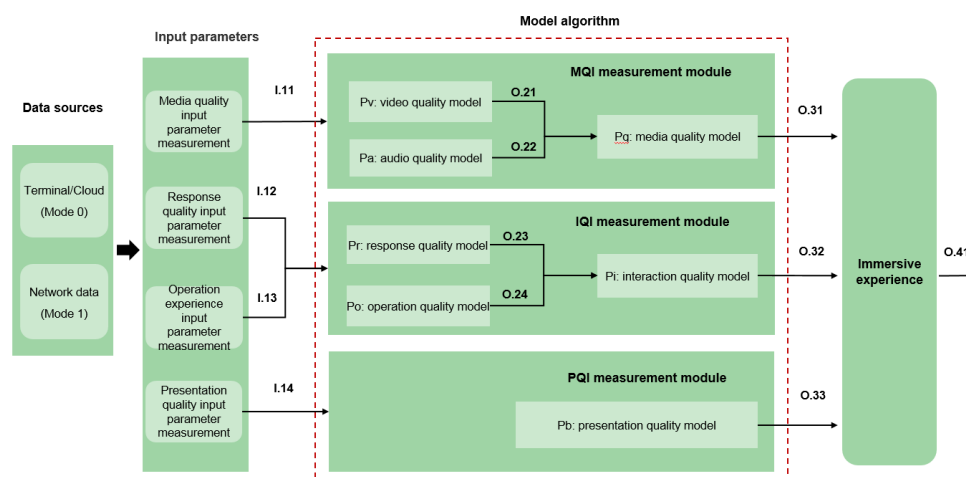 Model algorithm
Input parameters
Data sources
Terminal/Cloud
(Mode 0)
Network data
(Mode 1)
Media quality
input
parameter
measurement
Response
quality input
parameter
measurement
Operation
experience
input
parameter
measurement
Presentation
quality input
parameter
measurement
I.11
I.12
I.13
I.14
MQI measurement module
Pv: video quality model
O.21
Pa: audio quality model
O.22
Pq: media quality model
O.31
IQI measurement module
Pr: response quality model
O.23
Po: operation quality model
O.24
Pi: interaction quality model
O.32
PQI measurement module
Pb: presentation quality model
O.33
Immersive
experience
O.41